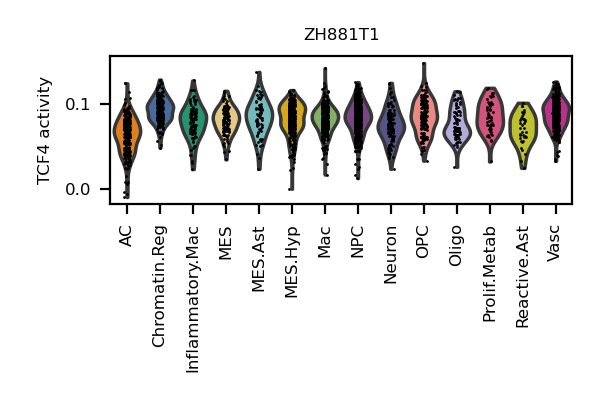 ZH881T1
TCF4 activity
0.1
0.0
AC
Chromatin.Reg
Inflammatory.Mac
MES
MES.Ast
MES.Hyp
Mac
NPC
Neuron
OPC
Oligo
Prolif.Metab
Reactive.Ast
Vasc